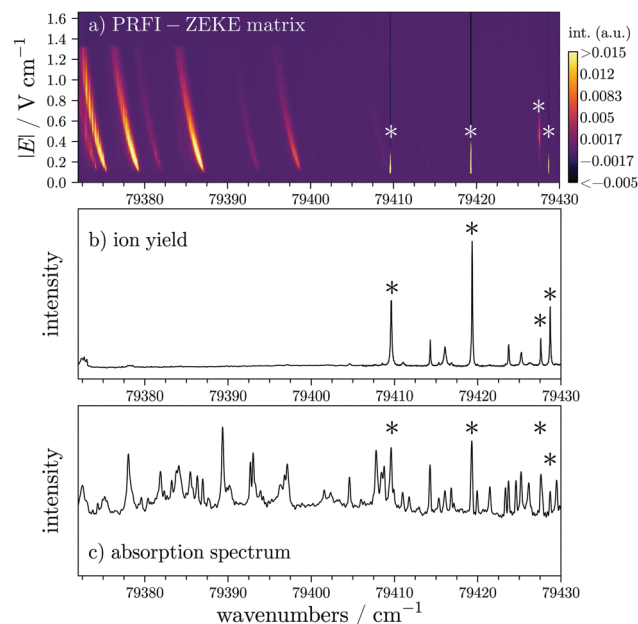 a) PRFI − ZEKE matrix
int. (a.u.)
|E| / V cm⁻¹
1.6
1.4
1.2
1.0
0.8
0.6
0.4
0.2
0.0
>0.015
0.012
0.0083
0.005
0.0017
−0.0017
<−0.005
* * * *
79380 79390 79400 79410 79420 79430
b) ion yield
intensity
* * * *
79380 79390 79400 79410 79420 79430
intensity
* * * *
c) absorption spectrum
79380 79390 79400 79410 79420 79430
wavenumbers / cm⁻¹